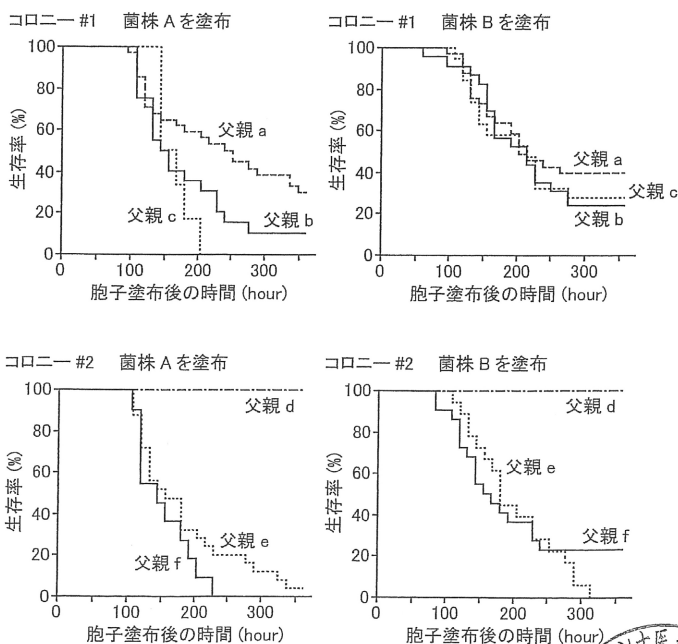 コロニー #1 菌株 A を塗布
生存率 (%)
100
80
60
40
20
0
父親 a
父親 c
父親 b
0 100 200 300
胞子塗布後の時間 (hour)
コロニー #1 菌株 B を塗布
生存率 (%)
100
80
60
40
20
0
父親 a
父親 c
父親 b
0 100 200 300
胞子塗布後の時間 (hour)
コロニー #2 菌株 A を塗布
生存率 (%)
100
80
60
40
20
0
父親 d
父親 e
父親 f
0 100 200 300
胞子塗布後の時間 (hour)
コロニー #2 菌株 B を塗布
生存率 (%)
100
80
60
40
20
0
父親 d
父親 e
父親 f
0 100 200 300
胞子塗布後の時間 (hour)